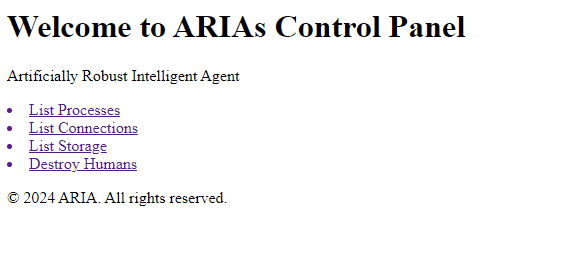 Welcome to ARIAs Control Panel
Artificially Robust Intelligent Agent
List Processes
List Connections
List Storage
Destroy Humans
© 2024 ARIA. All rights reserved.